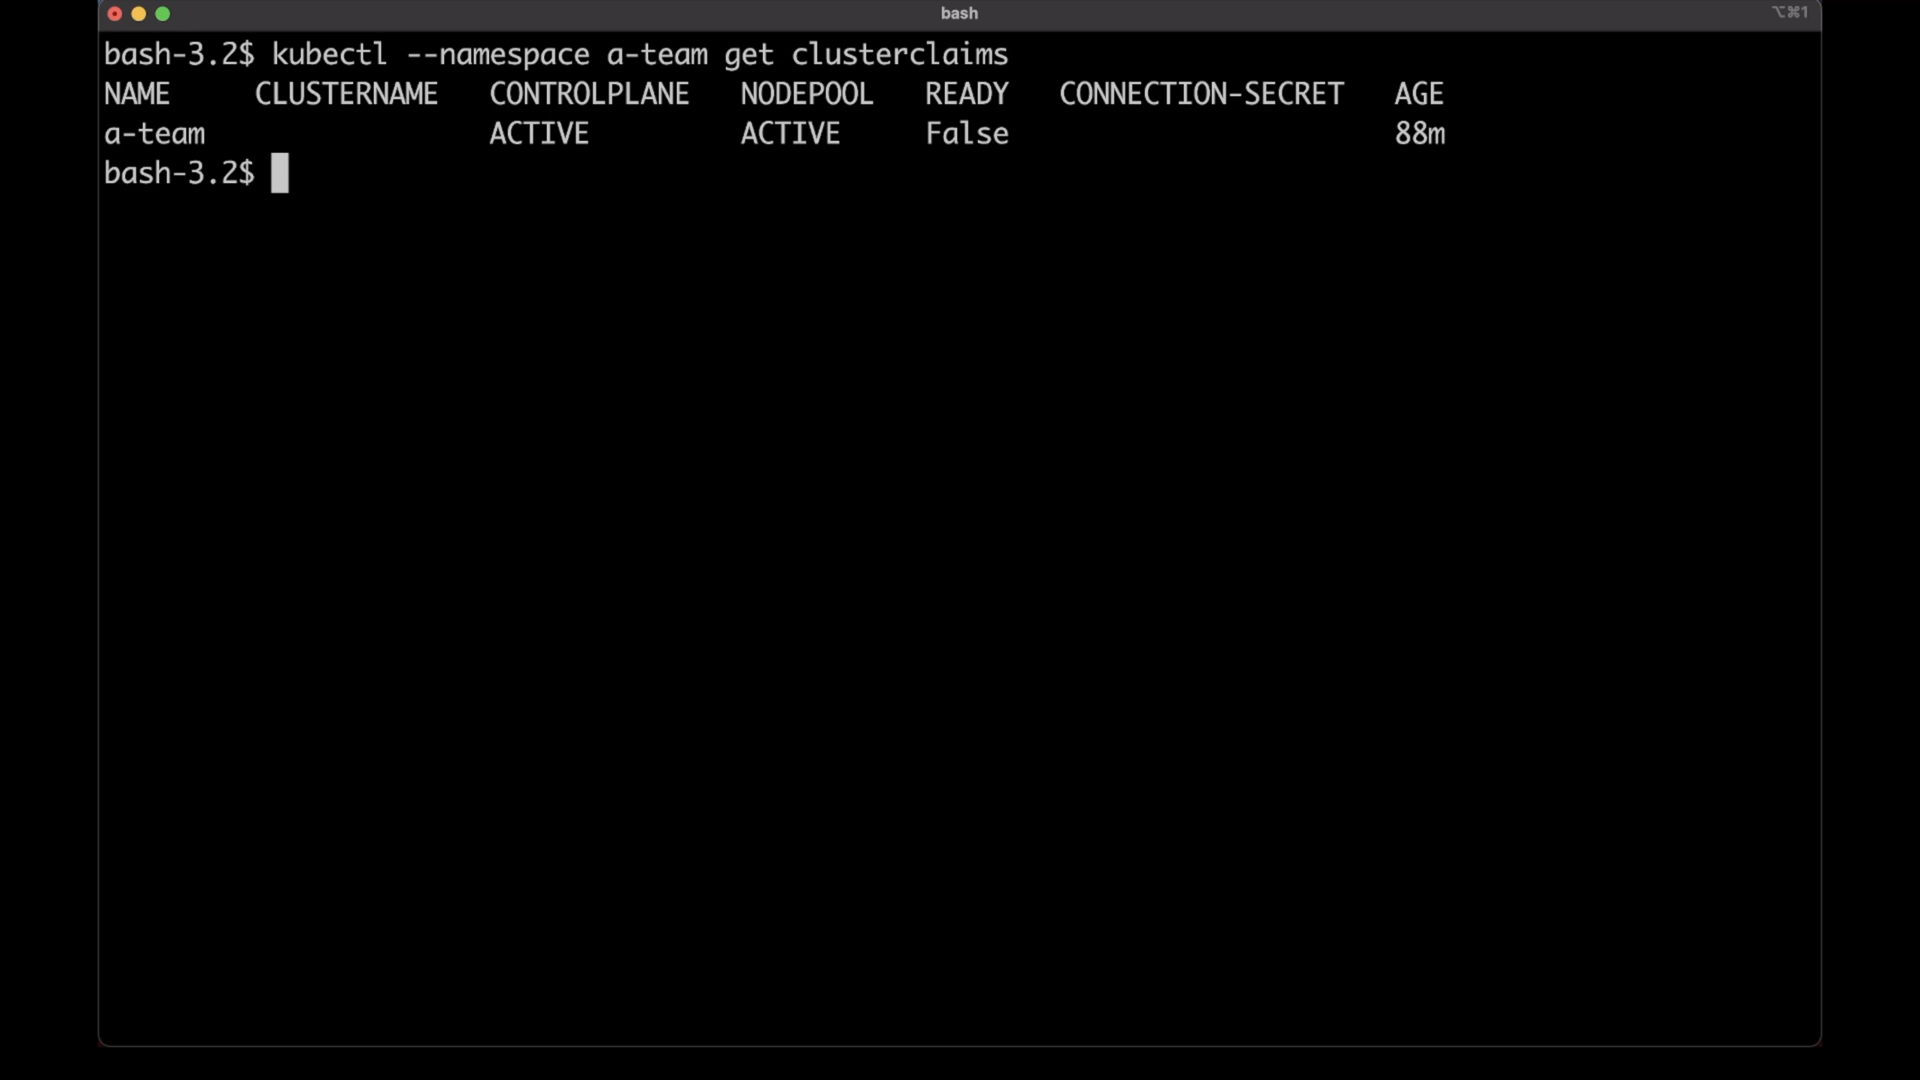 bash
⌥⌘1
bash-3.2$ kubectl --namespace a-team get clusterclaims
NAME     CLUSTERNAME   CONTROLPLANE   NODEPOOL   READY   CONNECTION-SECRET   AGE
a-team                 ACTIVE         ACTIVE     False                       88m
bash-3.2$